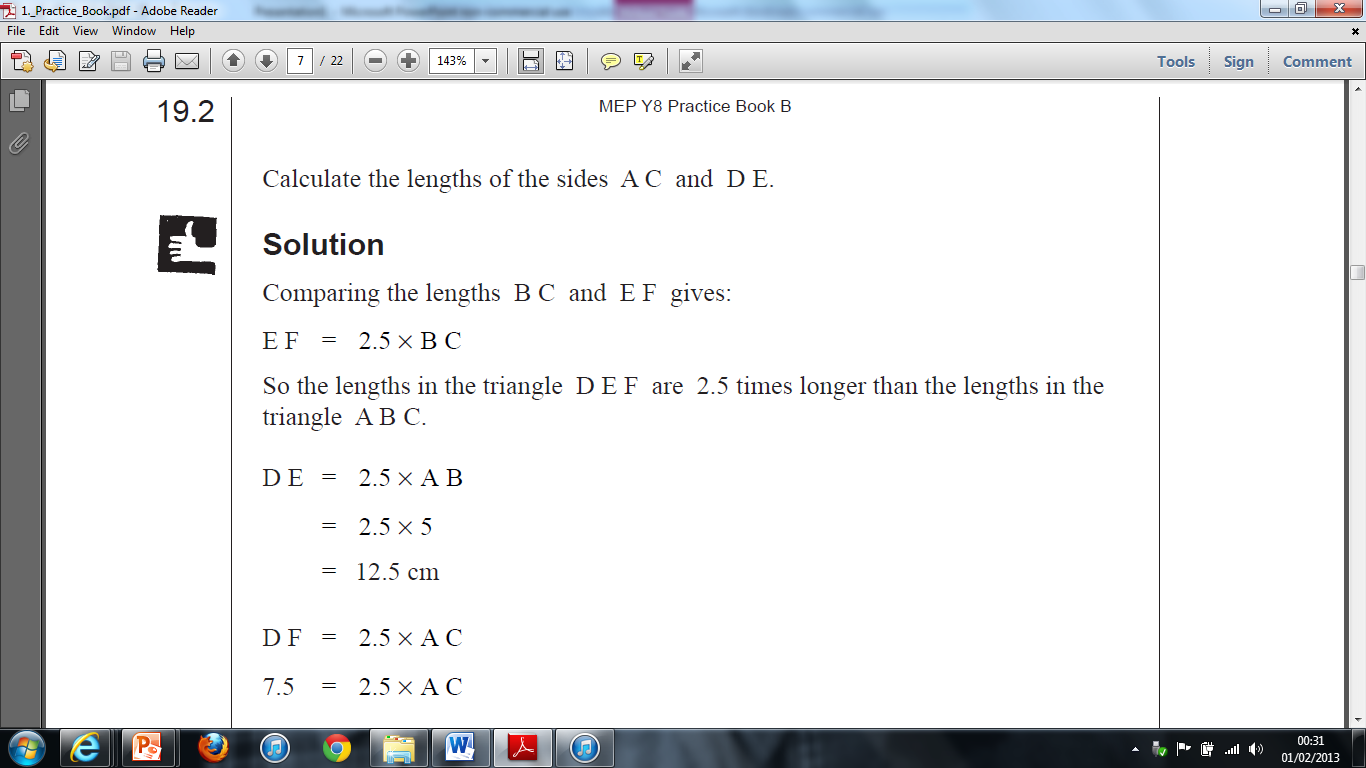 1._Practice_Book.pdf - Adobe Reader
File Edit View Window Help
7 / 22 143% Tools Sign Comment
19.2 MEP Y8 Practice Book B
Calculate the lengths of the sides A C and D E.
Solution
Comparing the lengths B C and E F gives:
E F = 2.5 × B C
So the lengths in the triangle D E F are 2.5 times longer than the lengths in the
triangle A B C.
D E = 2.5 × A B
= 2.5 × 5
= 12.5 cm
D F = 2.5 × A C
7.5 = 2.5 × A C
00:31
01/02/2013